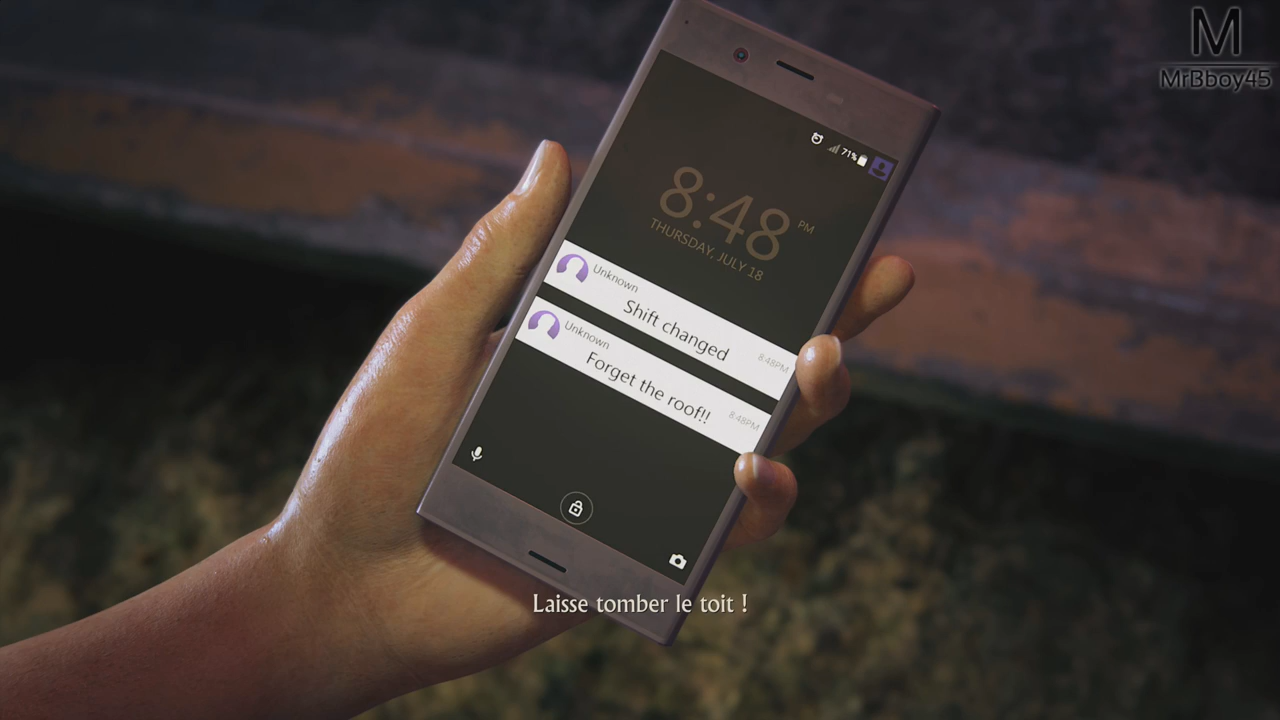 M
MrBboy45
71%
8:48 PM
THURSDAY, JULY 18
Unknown
Shift changed
8:48PM
Unknown
Forget the roof!!
8:48PM
Laisse tomber le toit !